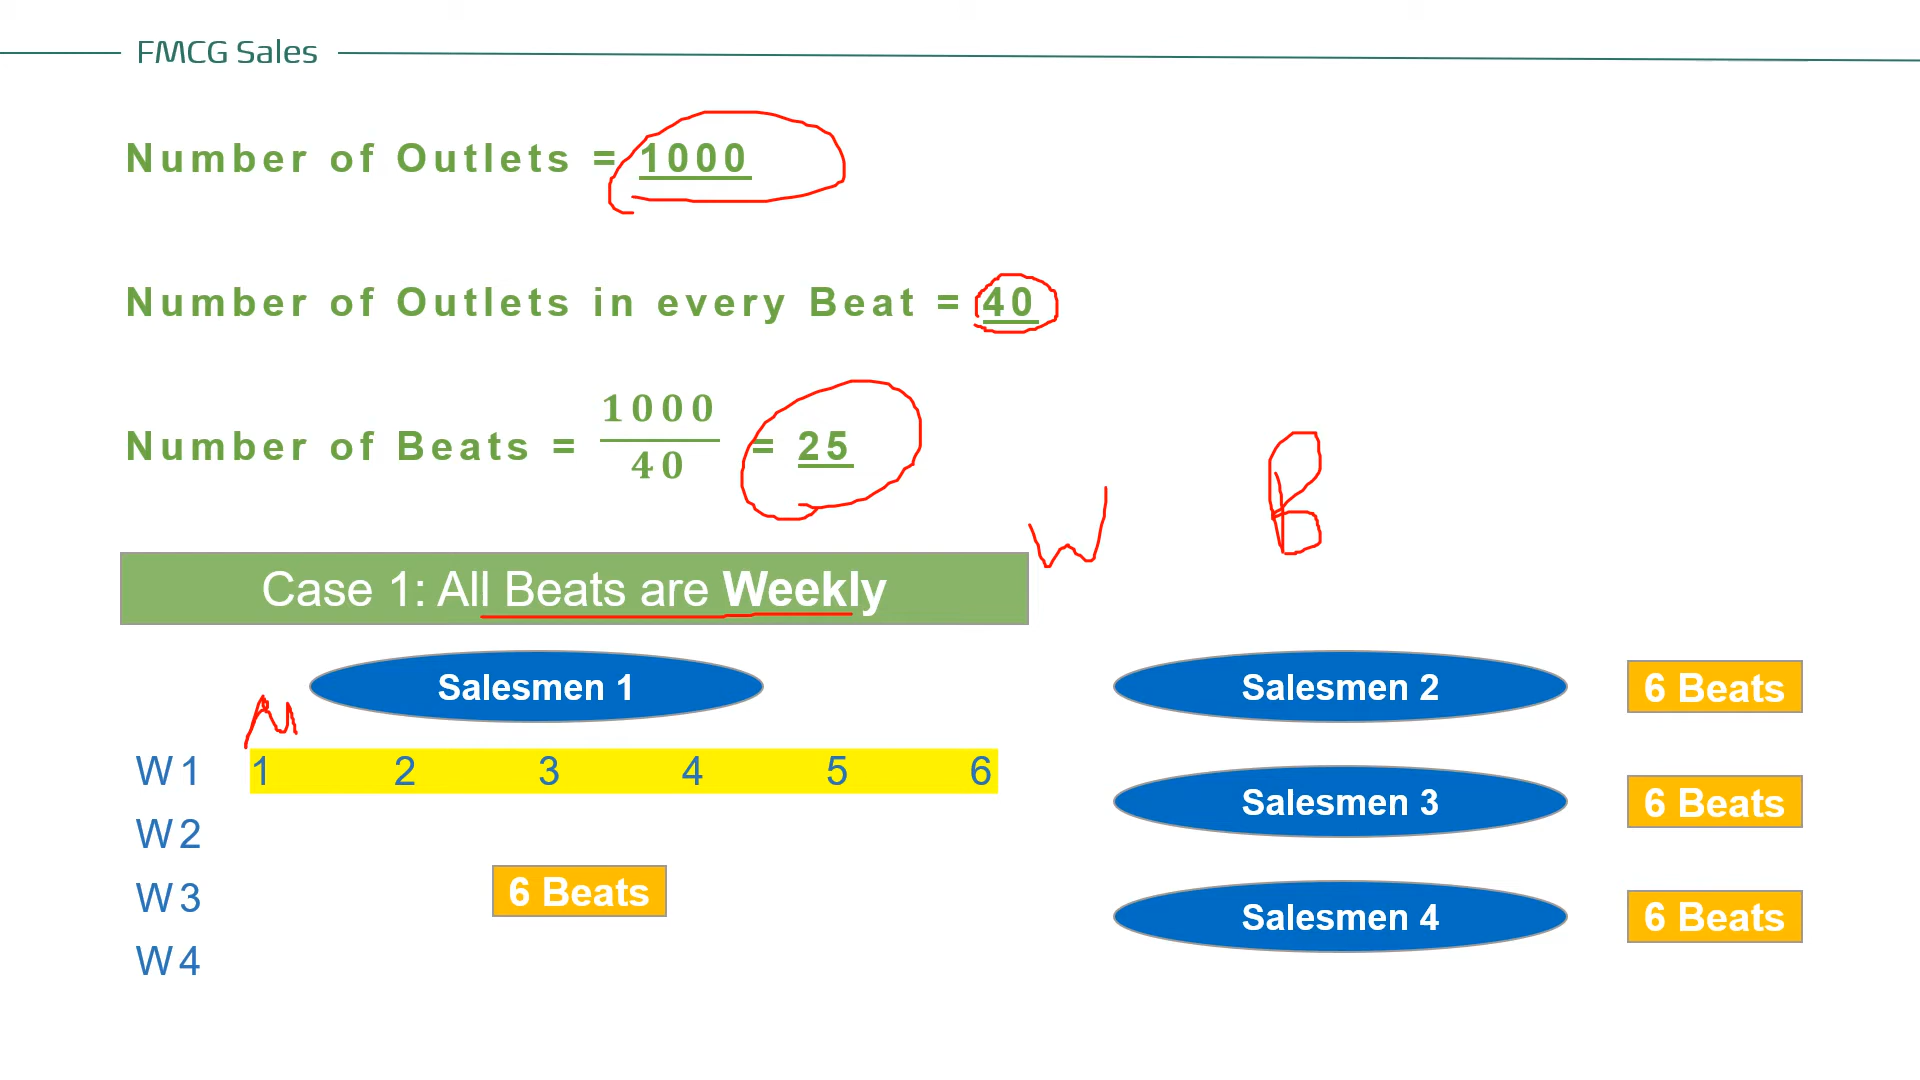 FMCG Sales
Number of Outlets = 1000
Number of Outlets in every Beat = 40
Number of Beats = 1000/40 = 25
W B
Case 1: All Beats are Weekly
Salesmen 1
M
W1 1 2 3 4 5 6
W2
6 Beats
W3
W4
Salesmen 2 6 Beats
Salesmen 3 6 Beats
Salesmen 4 6 Beats